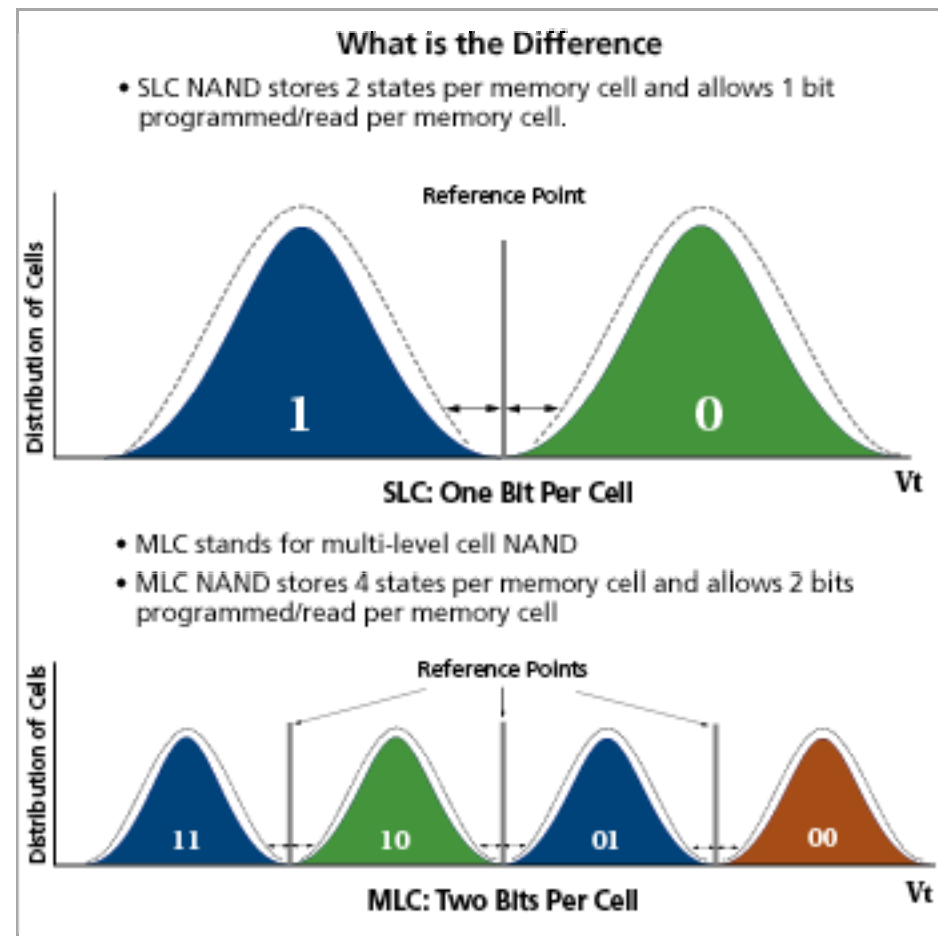 What is the Difference
• SLC NAND stores 2 states per memory cell and allows 1 bit
programmed/read per memory cell.
Reference Point
Distribution of Cells
1
0
Vt
SLC: One Bit Per Cell
• MLC stands for multi-level cell NAND
• MLC NAND stores 4 states per memory cell and allows 2 bits
programmed/read per memory cell
Reference Points
Distribution of Cells
11
10
01
00
Vt
MLC: Two Bits Per Cell